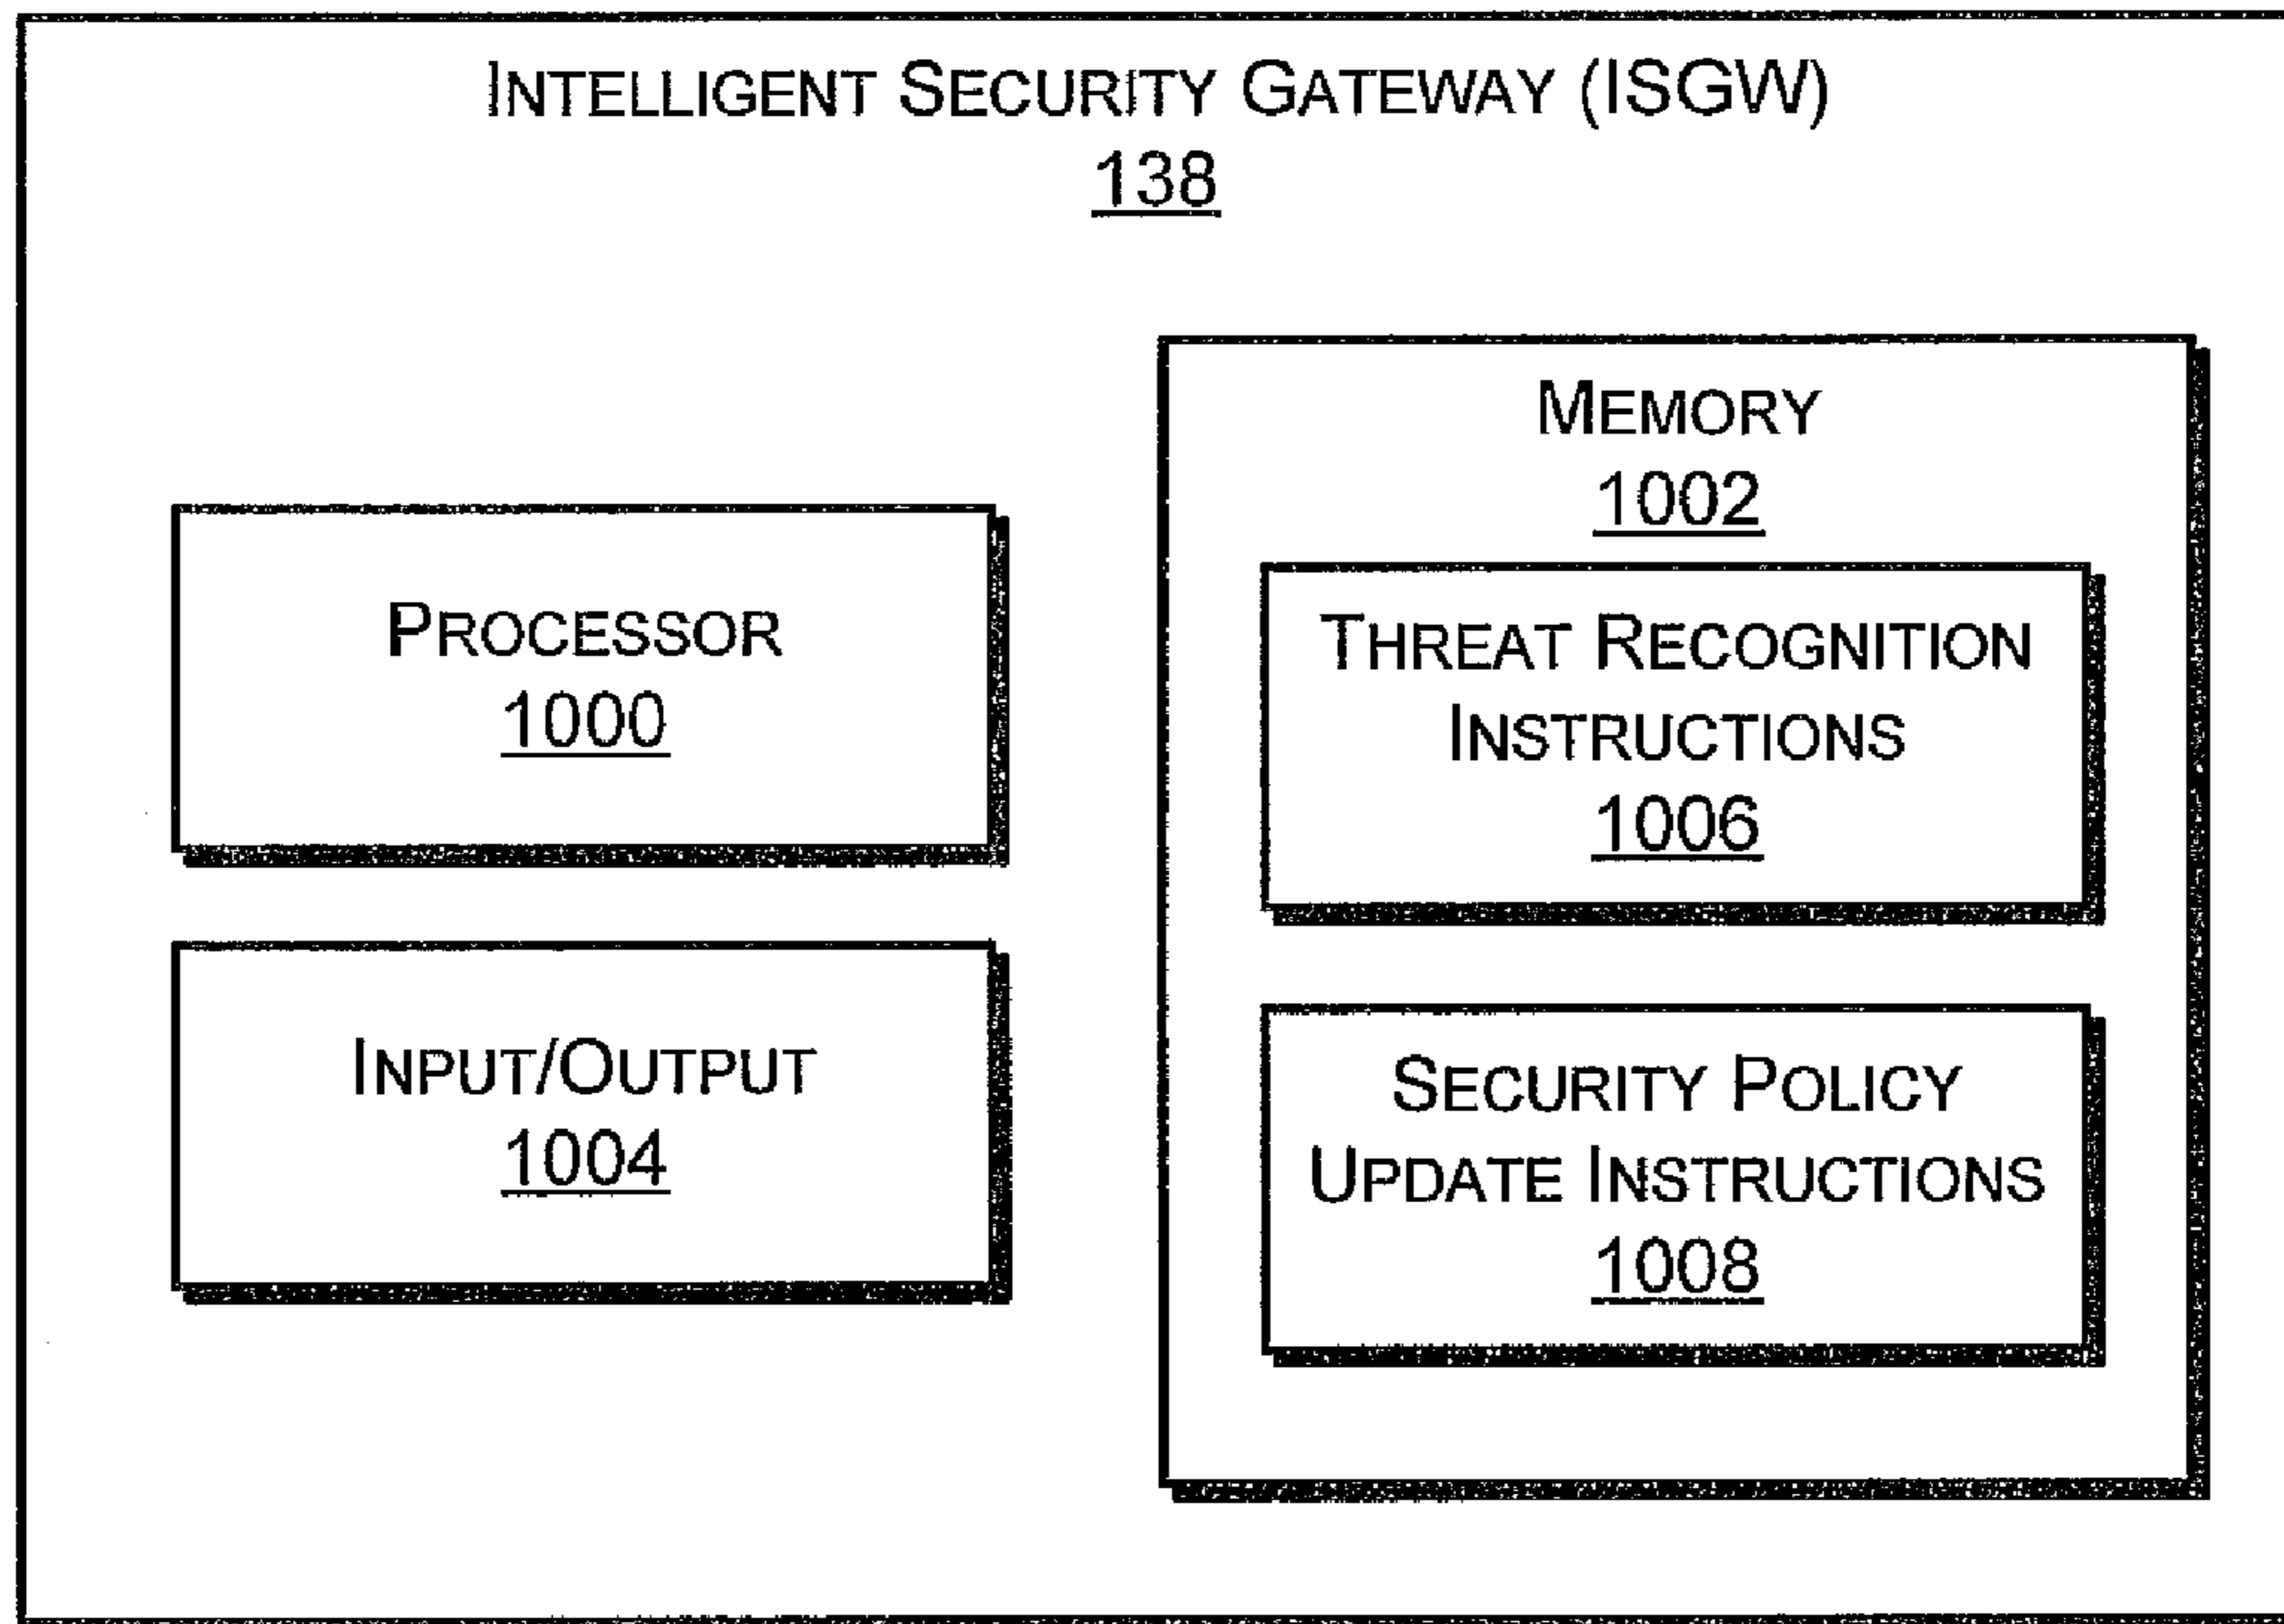 INTELLIGENT SECURITY GATEWAY (ISGW)
138
PROCESSOR
1000
INPUT/OUTPUT
1004
MEMORY
1002
THREAT RECOGNITION
INSTRUCTIONS
1006
SECURITY POLICY
UPDATE INSTRUCTIONS
1008